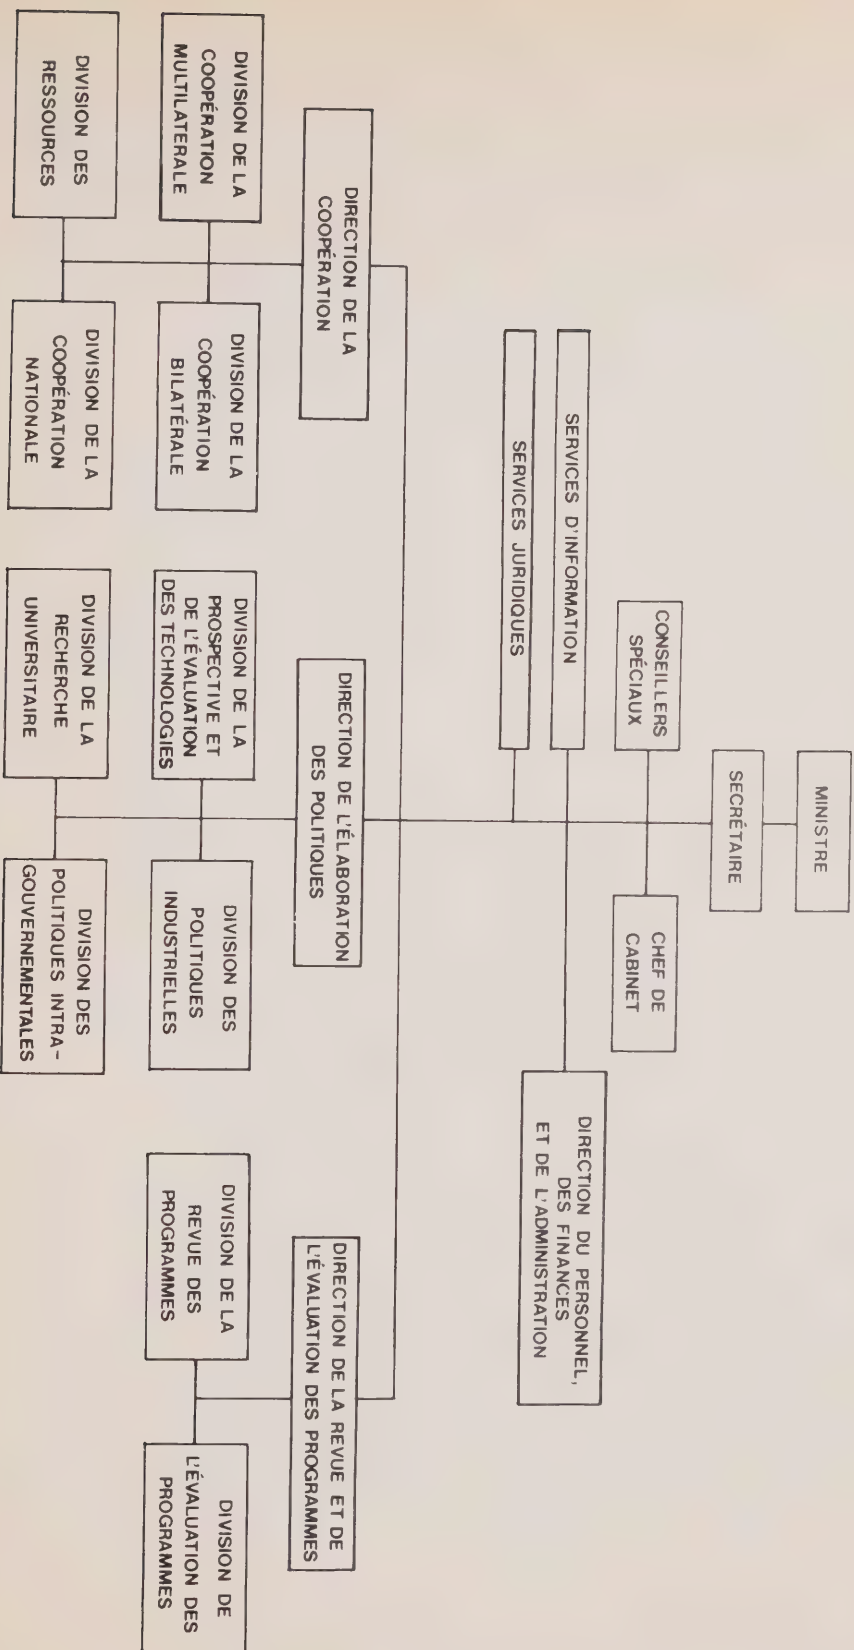 MINISTRE
SECRÉTAIRE
CONSEILLERS
SPÉCIAUX
CHEF DE
CABINET
SERVICES D'INFORMATION
DIRECTION DU PERSONNEL,
DES FINANCES
ET DE L'ADMINISTRATION
SERVICES JURIDIQUES
DIRECTION DE LA
COOPÉRATION
DIRECTION DE L'ÉLABORATION
DES POLITIQUES
DIRECTION DE LA REVUE ET DE
L'ÉVALUATION DES PROGRAMMES
DIVISION DE LA
COOPÉRATION
MULTILATERALE
DIVISION DE LA
COOPÉRATION
BILATÉRALE
DIVISION DE LA
PROSPECTIVE ET
DE L'ÉVALUATION
DES TECHNOLOGIES
DIVISION DES
POLITIQUES
INDUSTRIELLES
DIVISION DE LA
REVUE DES
PROGRAMMES
DIVISION DE
L'ÉVALUATION DES
PROGRAMMES
DIVISION DES
RESSOURCES
DIVISION DE LA
COOPÉRATION
NATIONALE
DIVISION DE LA
RECHERCHE
UNIVERSITAIRE
DIVISION DES
POLITIQUES INTRA-
GOUVERNEMENTALES